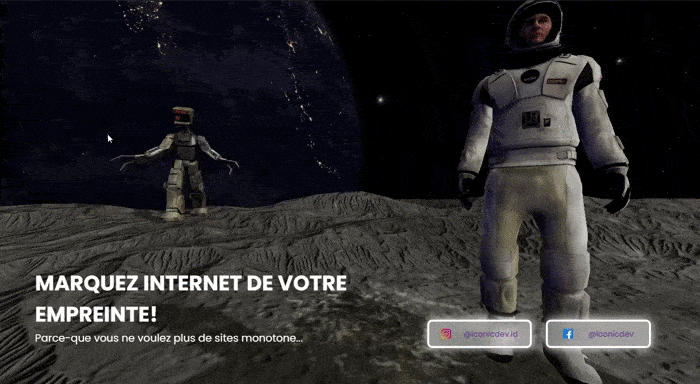 MARQUEZ INTERNET DE VOTRE
EMPREINTE!
Parce-que vous ne voulez plus de sites monotone...
@iconicdev.id
@iconicdev